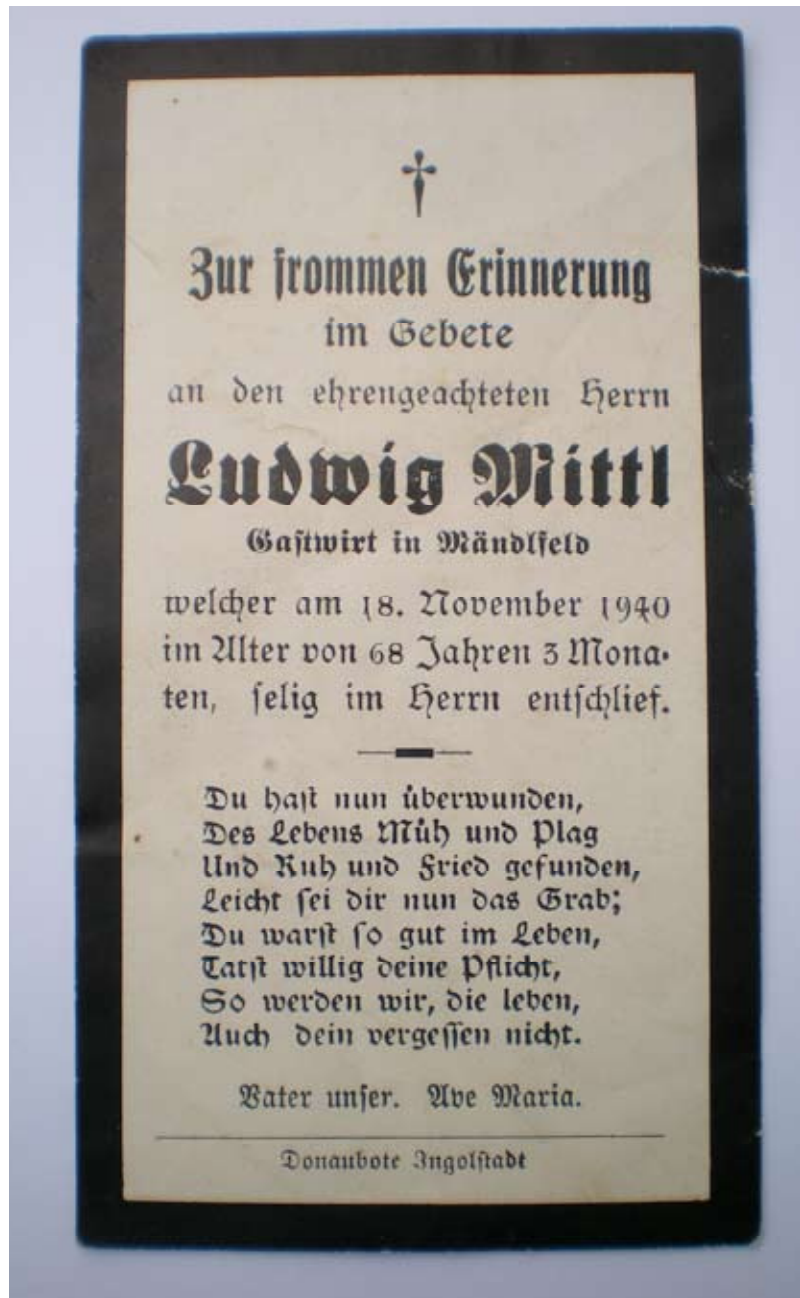 Zur frommen Erinnerung
im Gebete
an den ehrengeachteten Herrn
Ludwig Mittl
Gastwirt in Mändlfeld
welcher am 18. November 1940
im Alter von 68 Jahren 3 Mona-
ten, selig im Herrn entschlief.
Du hast nun überwunden,
Des Lebens Müh und Plag
Und Ruh und Fried gefunden,
Leicht sei dir nun das Grab;
Du warst so gut im Leben,
Tatst willig deine Pflicht,
So werden wir, die leben,
Auch dein vergessen nicht.
Vater unser. Ave Maria.
Donaubote Ingolstadt